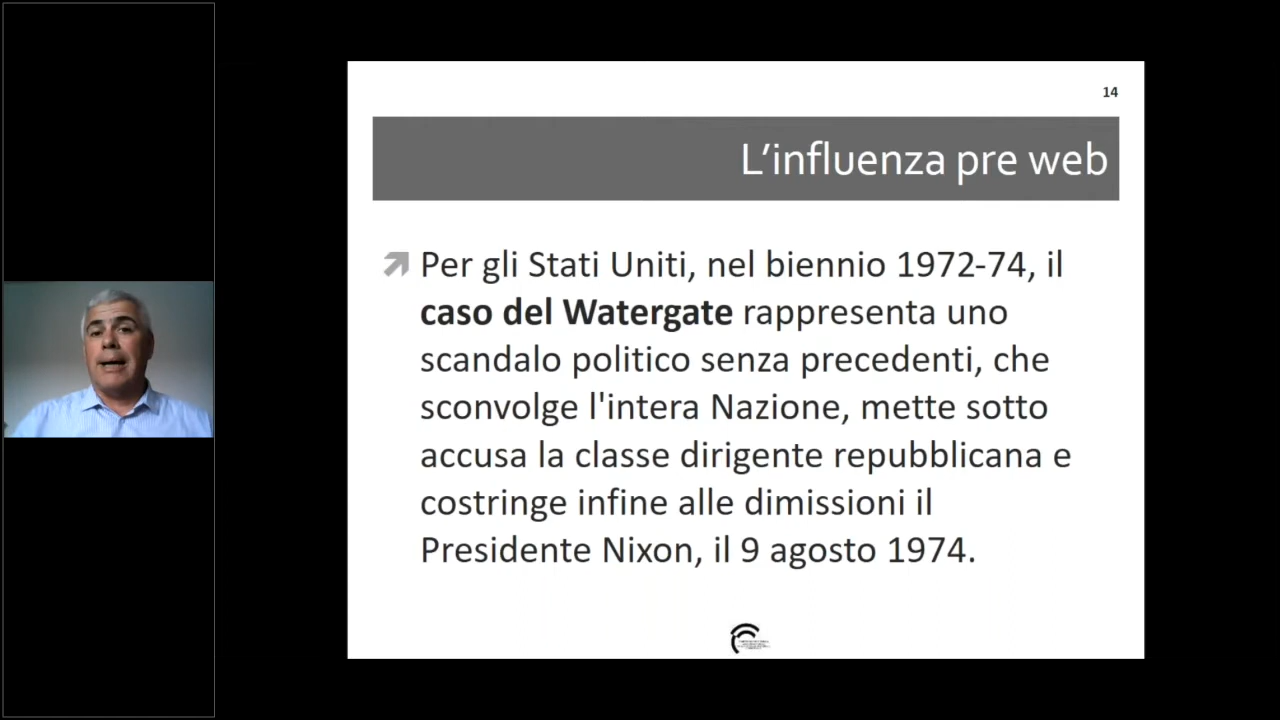 14
L’influenza pre web
Per gli Stati Uniti, nel biennio 1972-74, il
caso del Watergate rappresenta uno
scandalo politico senza precedenti, che
sconvolge l'intera Nazione, mette sotto
accusa la classe dirigente repubblicana e
costringe infine alle dimissioni il
Presidente Nixon, il 9 agosto 1974.